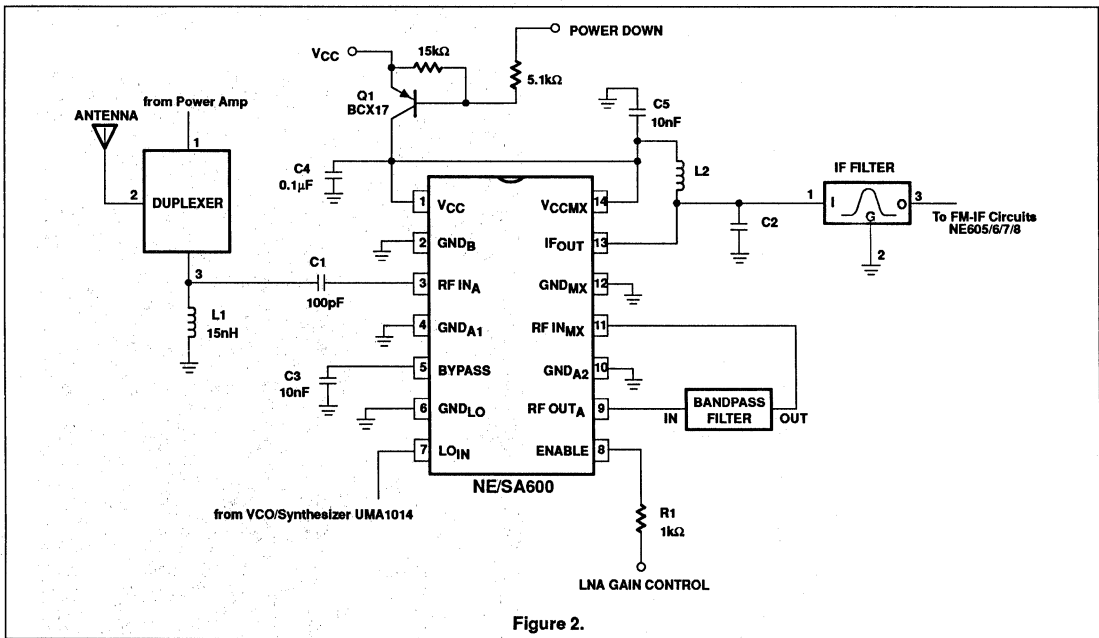 POWER DOWN
VCC
15kΩ
5.1kΩ
Q1
BCX17
from Power Amp
ANTENNA
1
2
DUPLEXER
3
L1
15nH
C1
100pF
C4
0.1µF
C5
10nF
L2
IF FILTER
1
I
G
O
3
2
To FM-IF Circuits
NE605/6/7/8
C2
1 VCC
2 GNDB
3 RF INA
4 GNDA1
5 BYPASS
6 GNDLO
7 LOIN
VCCMX 14
IFOUT 13
GNDMX 12
RF INMX 11
GNDA2 10
RF OUTA 9
ENABLE 8
C3
10nF
BANDPASS
FILTER
IN
OUT
NE/SA600
from VCO/Synthesizer UMA1014
R1
1kΩ
LNA GAIN CONTROL
Figure 2.